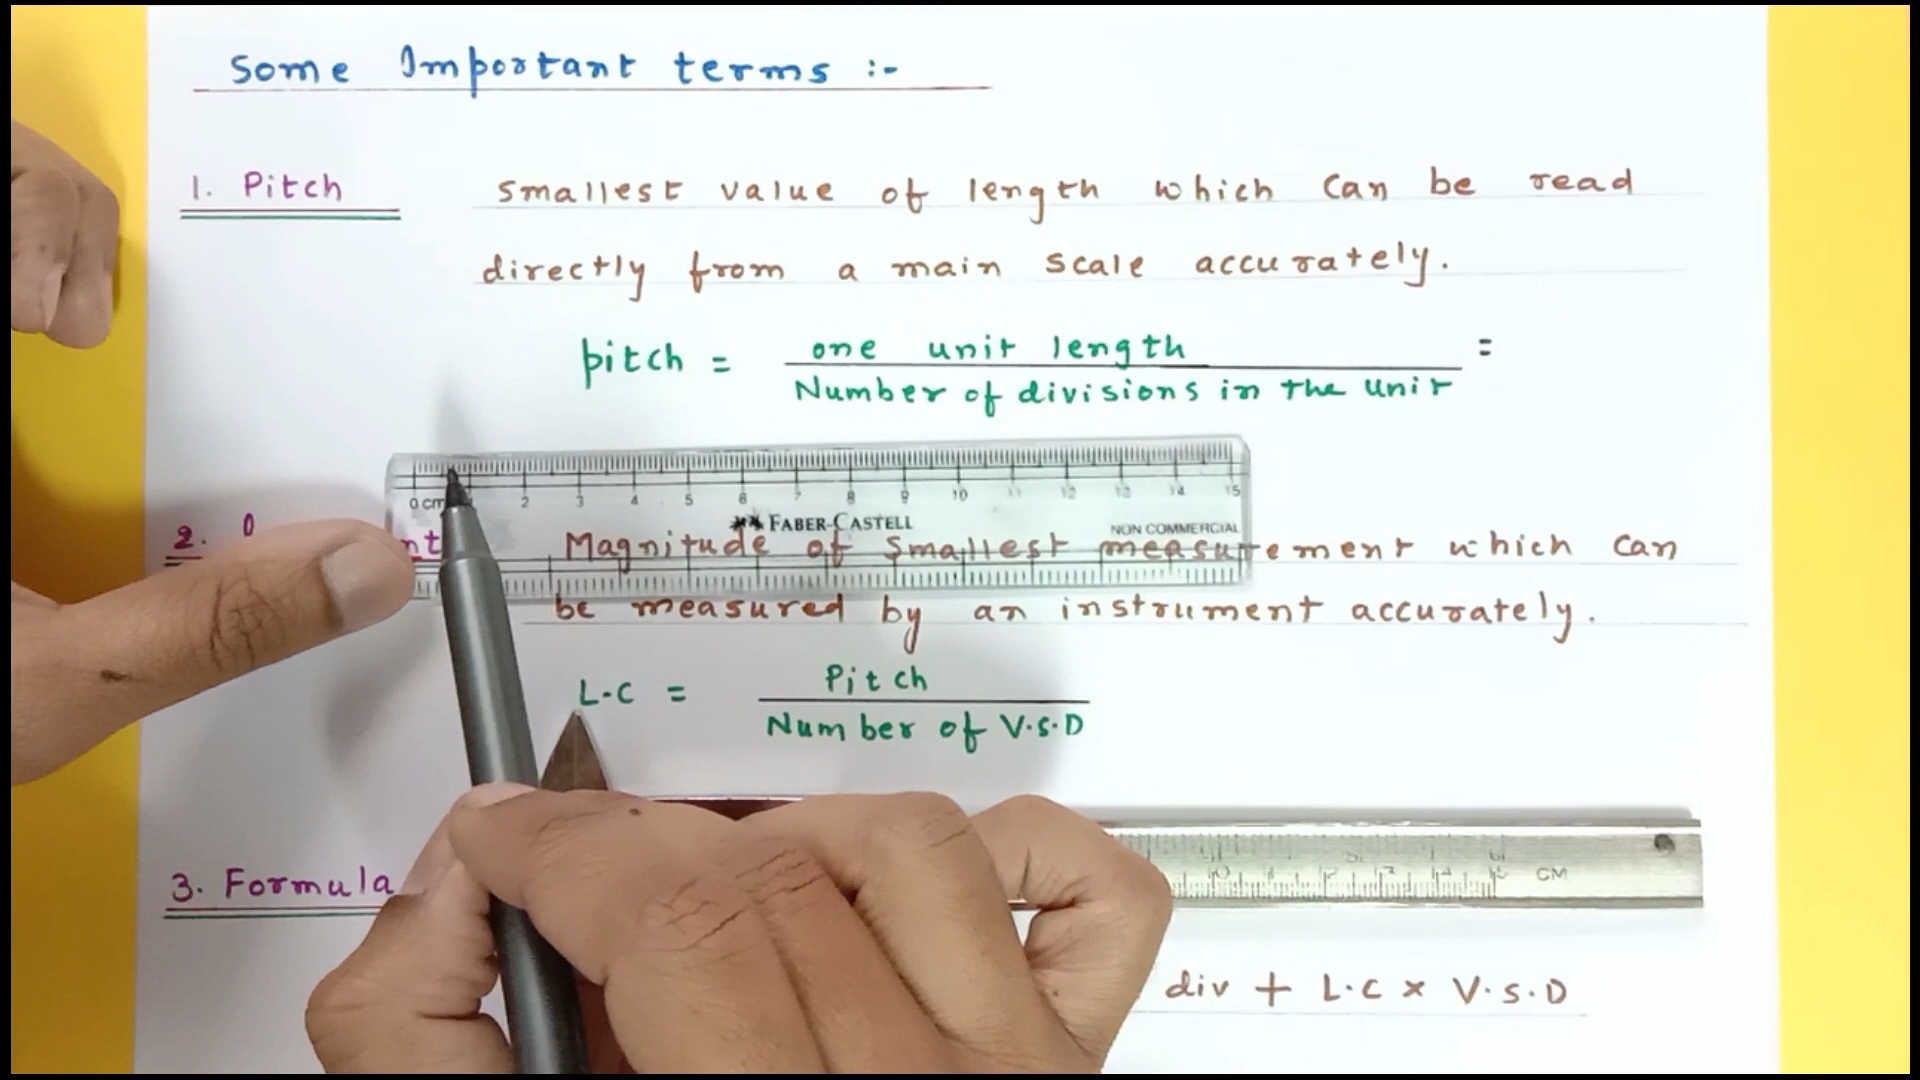 Some Important terms :-
1. Pitch
Smallest value of length which can be read
directly from a main scale accurately.
Pitch = one unit length =
Number of divisions in the unit
0 cm 2 3 4 5 6 7 8 9 10 11 12 13 14 15
FABER-CASTELL
NON COMMERCIAL
2.
nt
Magnitude of smallest measurement which can
be measured by an instrument accurately.
L.C = Pitch
Number of V.S.D
3. Formula
CM
div + L.C x V.S.D